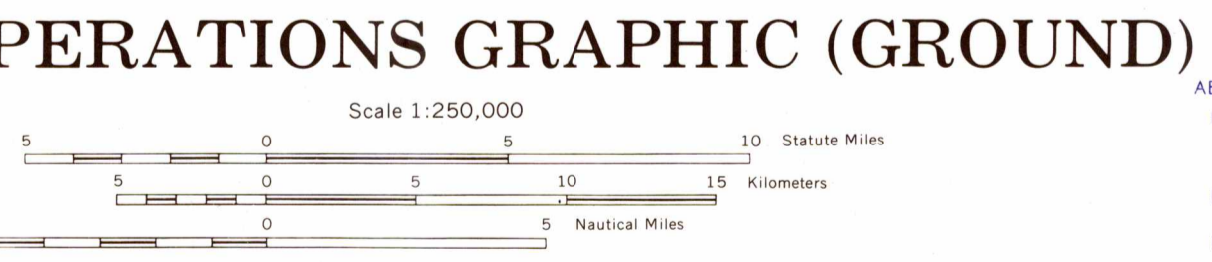 PERATIONS GRAPHIC (GROUND)
AE
Scale 1:250,000
5 0 5 10 Statute Miles
5 0 5 10 15 Kilometers
0 5 Nautical Miles